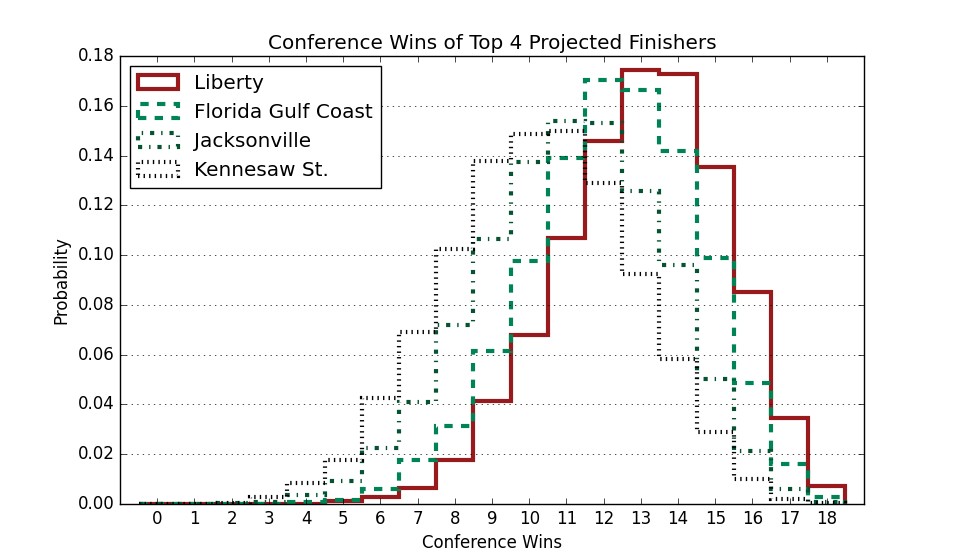 Conference Wins of Top 4 Projected Finishers
0.18
0.16
0.14
0.12
0.10
0.08
0.06
0.04
0.02
0.00
Probability
Liberty
Florida Gulf Coast
Jacksonville
Kennesaw St.
0 1 2 3 4 5 6 7 8 9 10 11 12 13 14 15 16 17 18
Conference Wins